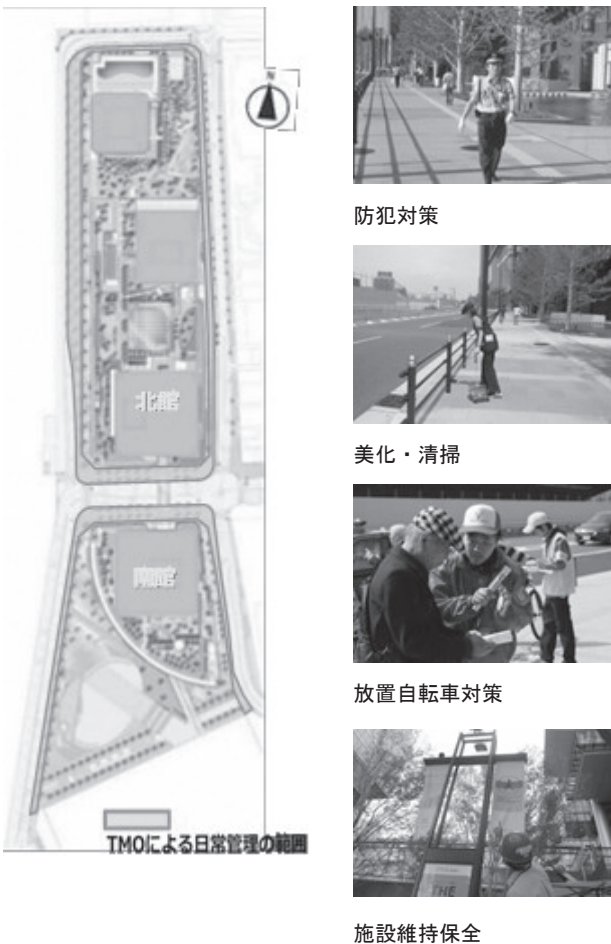 N
北館
南館
TMOによる日常管理の範囲
防犯対策
美化・清掃
放置自転車対策
THE
施設維持保全